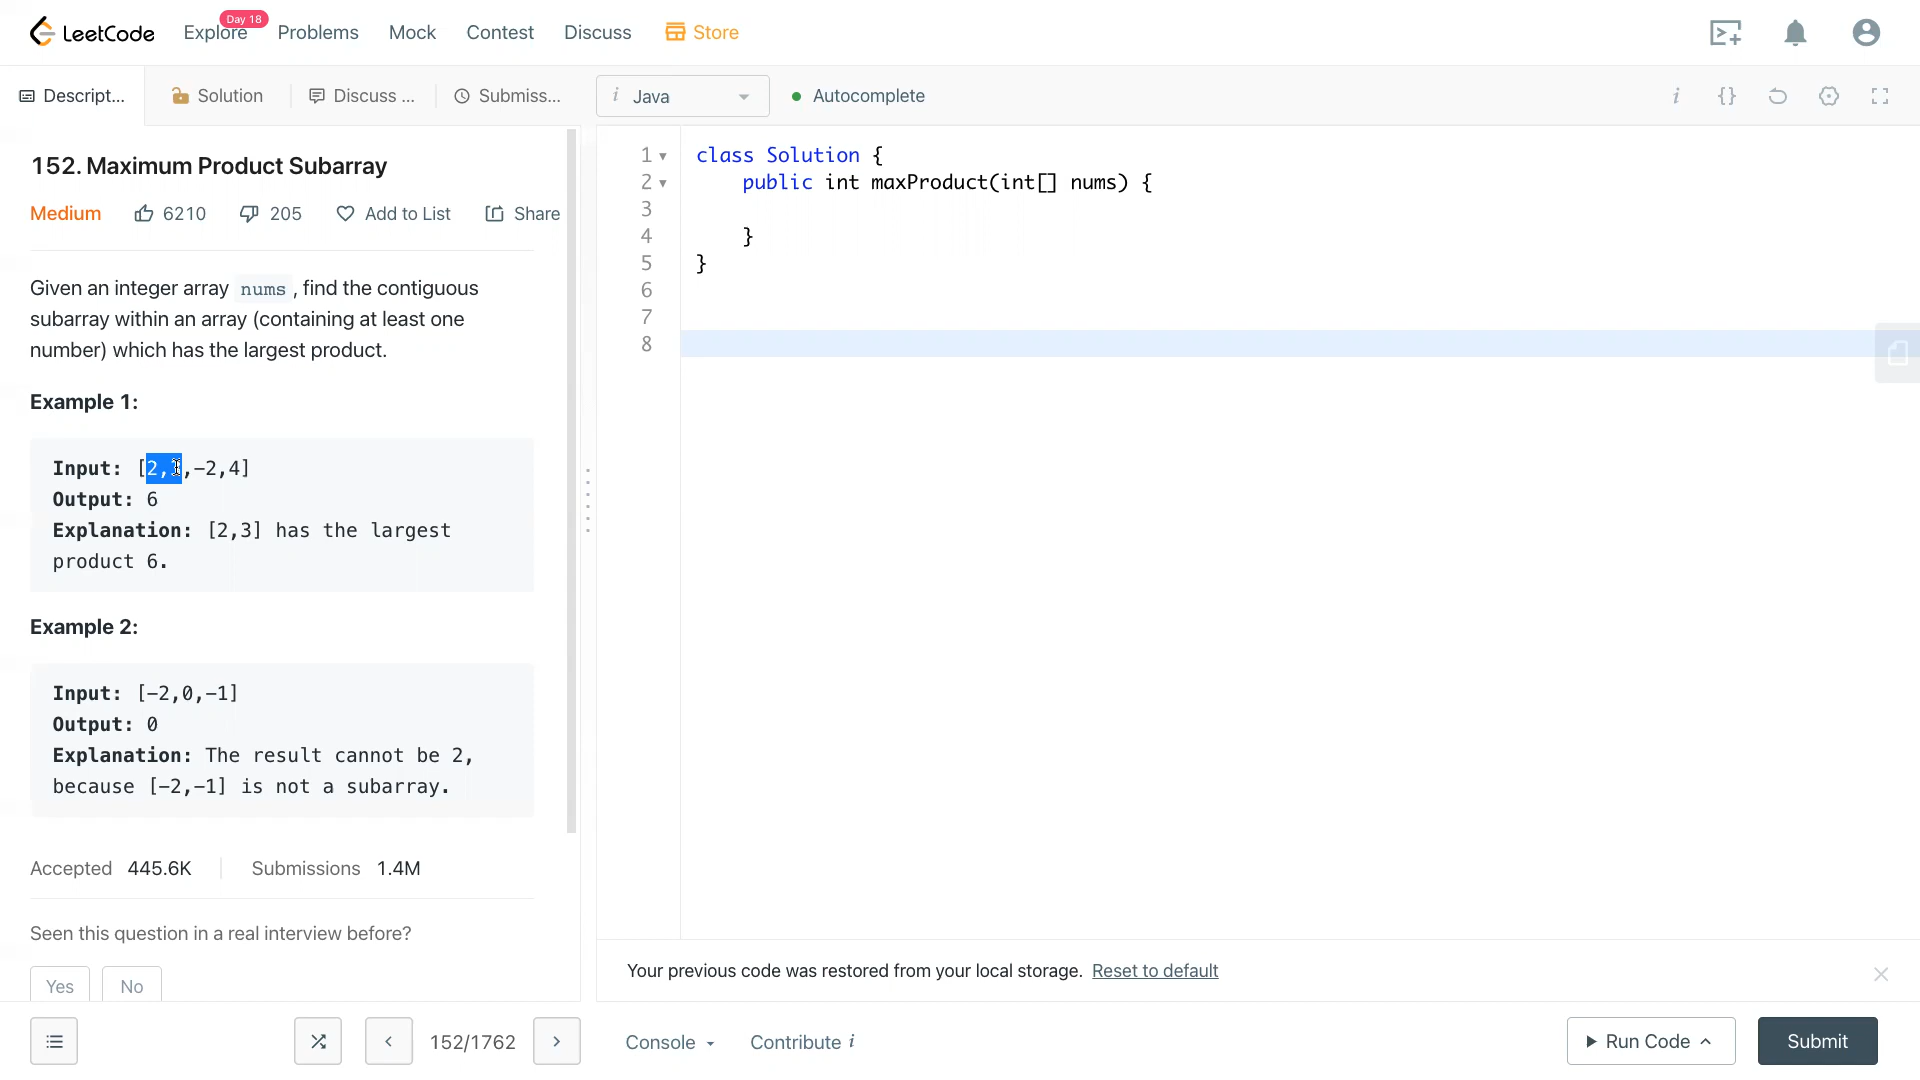 LeetCode
Explore
Day 18
Problems
Mock
Contest
Discuss
Store
Descript...
Solution
Discuss ...
Submiss...
i Java
Autocomplete
i
{}
152. Maximum Product Subarray
Medium
6210
205
Add to List
Share
Given an integer array nums , find the contiguous
subarray within an array (containing at least one
number) which has the largest product.
Example 1:
Input: [2,3,-2,4]
Output: 6
Explanation: [2,3] has the largest
product 6.
Example 2:
Input: [-2,0,-1]
Output: 0
Explanation: The result cannot be 2,
because [-2,-1] is not a subarray.
Accepted 445.6K
Submissions 1.4M
Seen this question in a real interview before?
Yes
No
152/1762
1 class Solution {
2 public int maxProduct(int[] nums) {
3
4 }
5 }
6
7
8
Your previous code was restored from your local storage. Reset to default
Console
Contribute i
Run Code
Submit